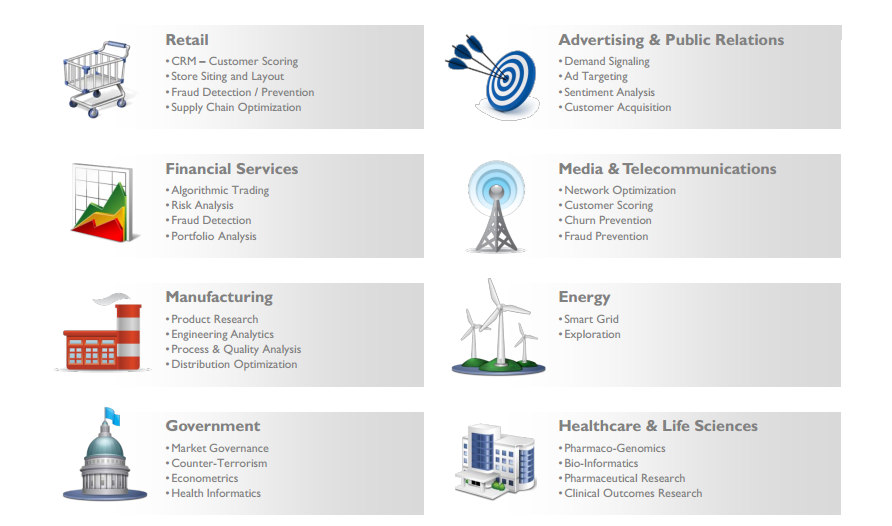 Retail
• CRM – Customer Scoring
• Store Siting and Layout
• Fraud Detection / Prevention
• Supply Chain Optimization
Advertising & Public Relations
• Demand Signaling
• Ad Targeting
• Sentiment Analysis
• Customer Acquisition
Financial Services
• Algorithmic Trading
• Risk Analysis
• Fraud Detection
• Portfolio Analysis
Media & Telecommunications
• Network Optimization
• Customer Scoring
• Churn Prevention
• Fraud Prevention
Manufacturing
• Product Research
• Engineering Analytics
• Process & Quality Analysis
• Distribution Optimization
Energy
• Smart Grid
• Exploration
Government
• Market Governance
• Counter-Terrorism
• Econometrics
• Health Informatics
Healthcare & Life Sciences
• Pharmaco-Genomics
• Bio-Informatics
• Pharmaceutical Research
• Clinical Outcomes Research